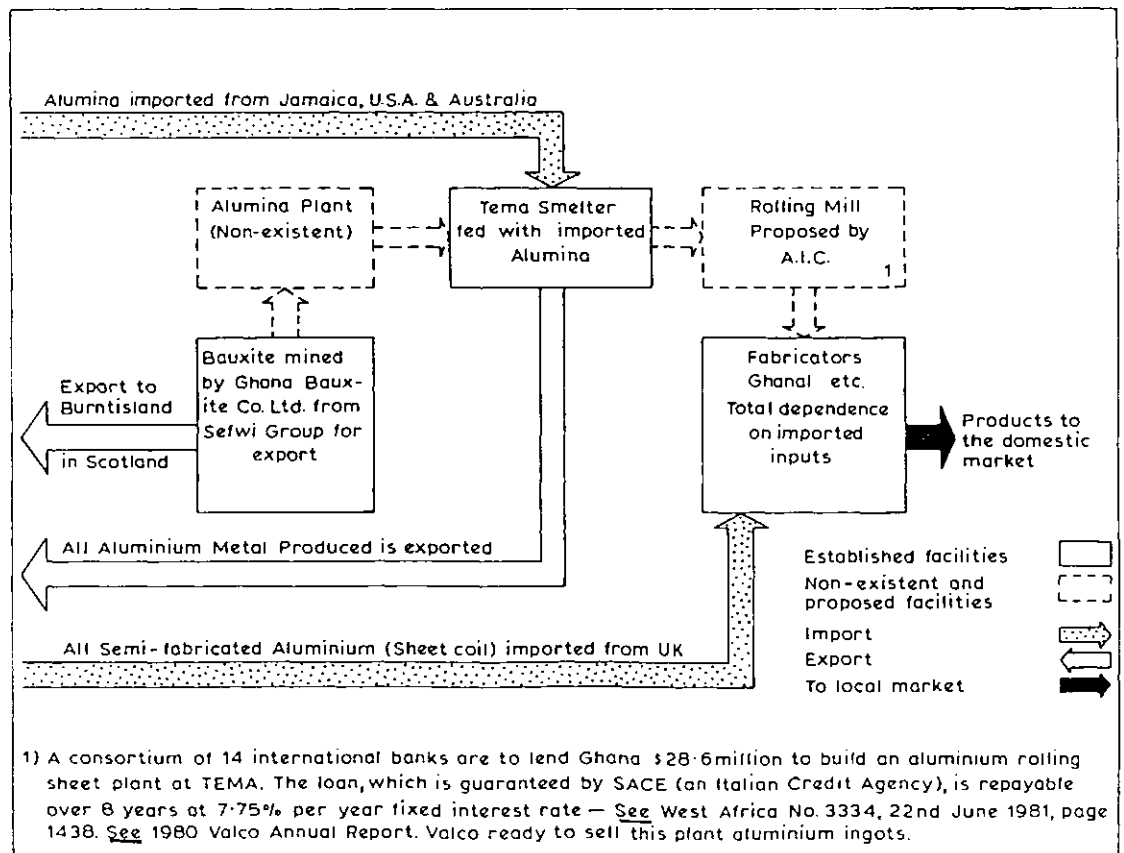 Alumina imported from Jamaica, U.S.A. & Australia
Alumina Plant
(Non-existent)
Tema Smelter
fed with imported
Alumina
Rolling Mill
Proposed by
A.I.C.
1
Bauxite mined
by Ghana Baux-
ite Co. Ltd. from
Sefwi Group for
export
Export to
Burntisland
in Scotland
Fabricators
Ghanal etc.
Total dependence
on imported
inputs
Products to
the domestic
market
All Aluminium Metal Produced is exported
All Semi-fabricated Aluminium (Sheet coil) imported from UK
Established facilities
Non-existent and
proposed facilities
Import
Export
To local market
1) A consortium of 14 international banks are to lend Ghana $28·6million to build an aluminium rolling
sheet plant at TEMA. The loan, which is guaranteed by SACE (an Italian Credit Agency), is repayable
over 8 years at 7·75% per year fixed interest rate — See West Africa No. 3334, 22nd June 1981, page
1438. See 1980 Valco Annual Report. Valco ready to sell this plant aluminium ingots.